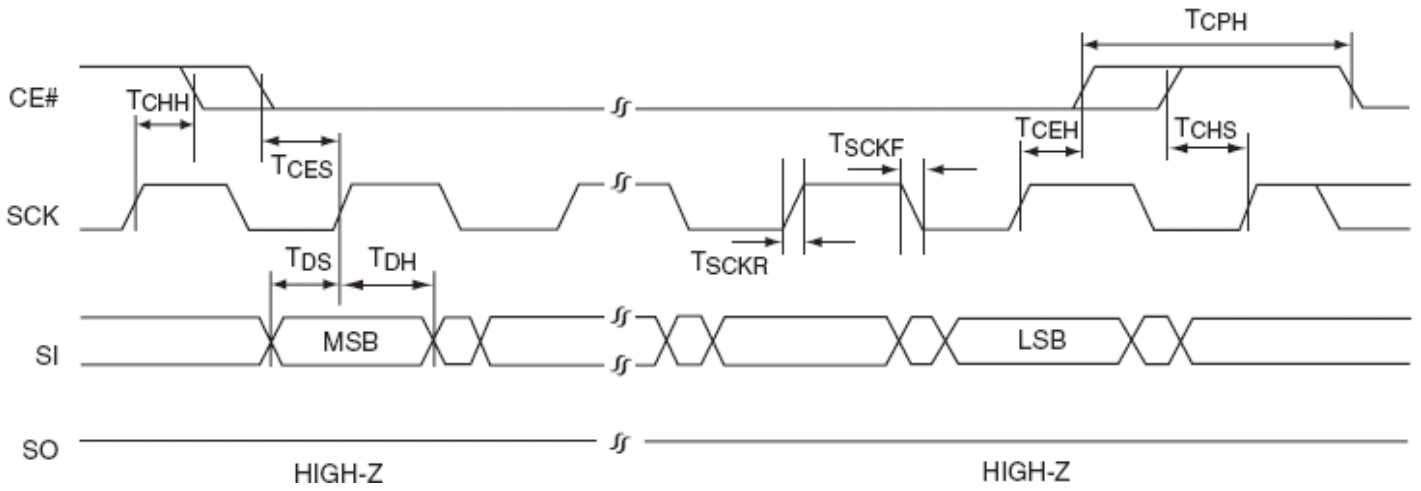 TCPH
CE#
TCHH
TCEH
TCHS
TSCKF
TCES
SCK
TSCKR
TDS
TDH
SI
MSB
LSB
SO
HIGH-Z
HIGH-Z